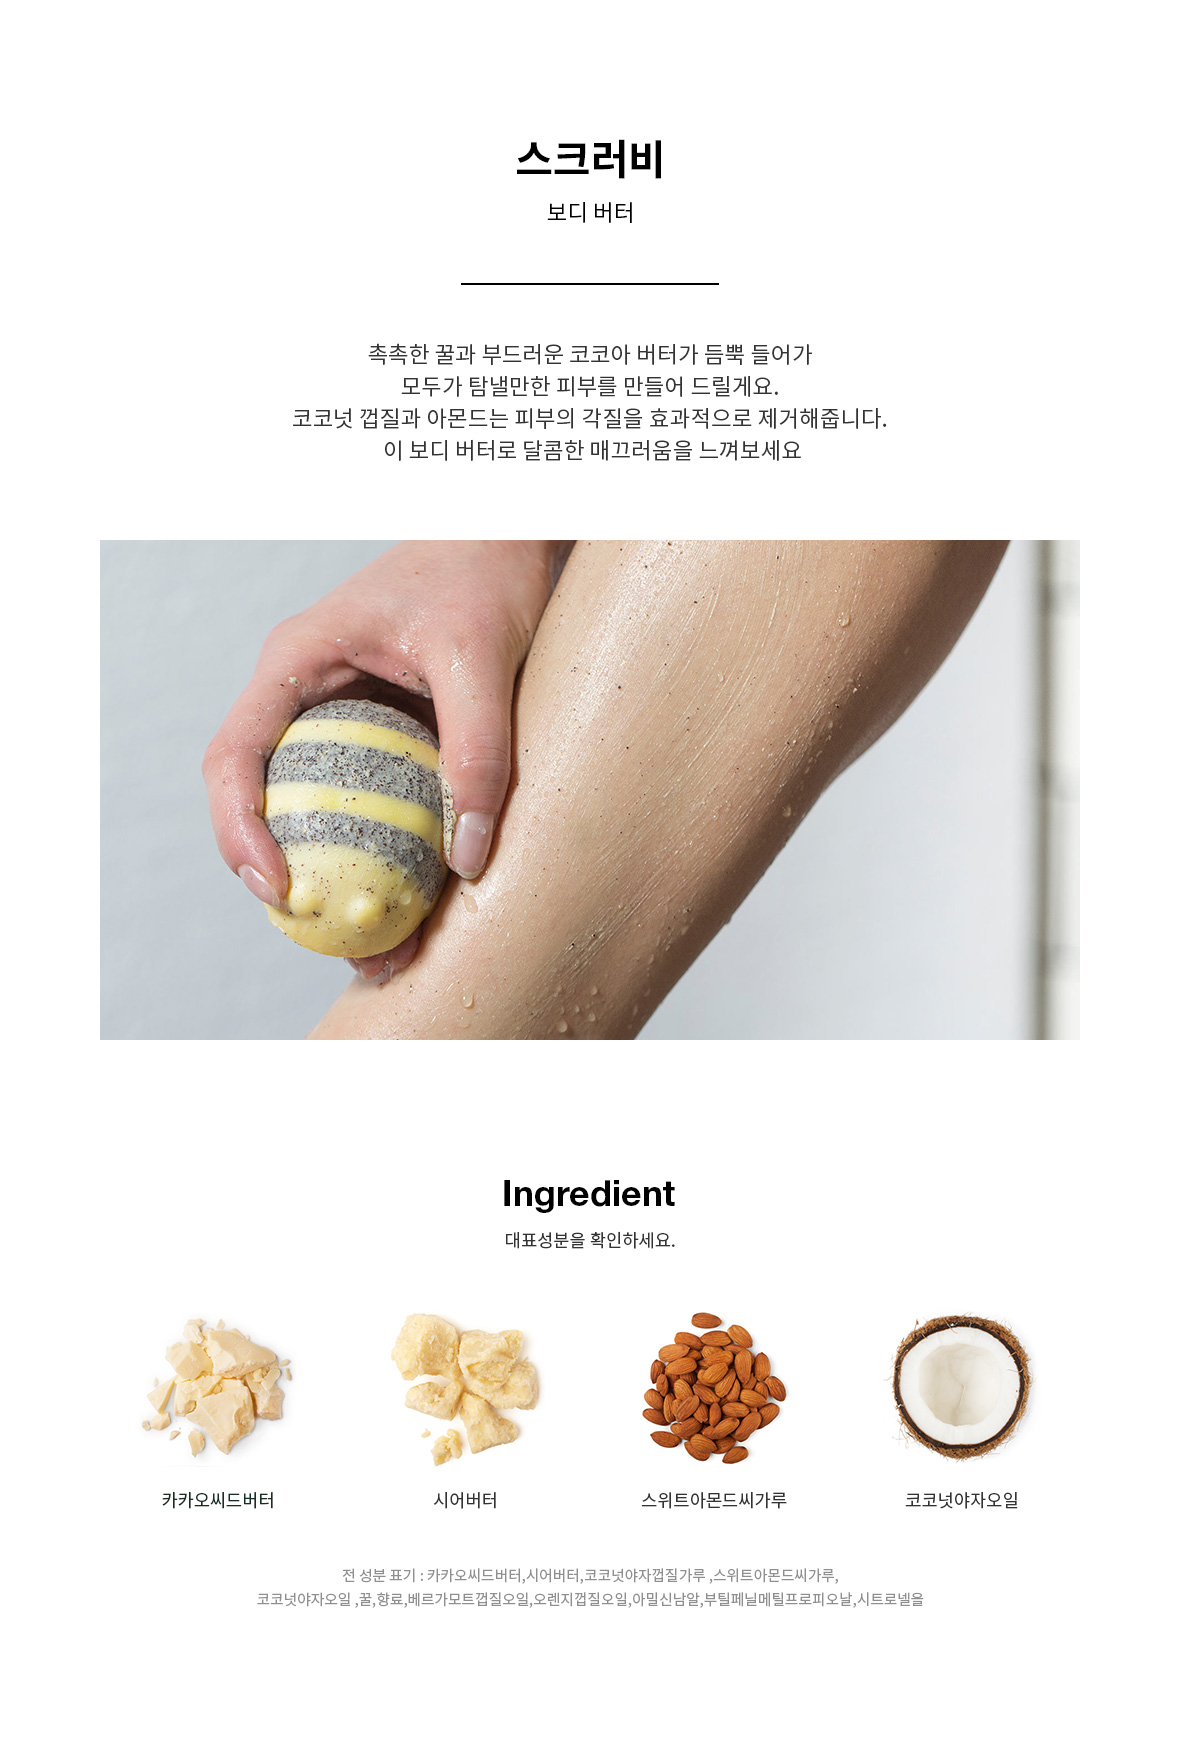 스크러비
보디 버터
촉촉한 꿀과 부드러운 코코아 버터가 듬뿍 들어가
모두가 탐낼만한 피부를 만들어 드릴게요.
코코넛 껍질과 아몬드는 피부의 각질을 효과적으로 제거해줍니다.
이 보디 버터로 달콤한 매끄러움을 느껴보세요
Ingredient
대표성분을 확인하세요.
카카오씨드버터 시어버터 스위트아몬드씨가루 코코넛야자오일
전 성분 표기 : 카카오씨드버터,시어버터,코코넛야자껍질가루 ,스위트아몬드씨가루,
코코넛야자오일 ,꿀,향료,베르가모트껍질오일,오렌지껍질오일,아밀신남알,부틸페닐메틸프로피오날,시트로넬올